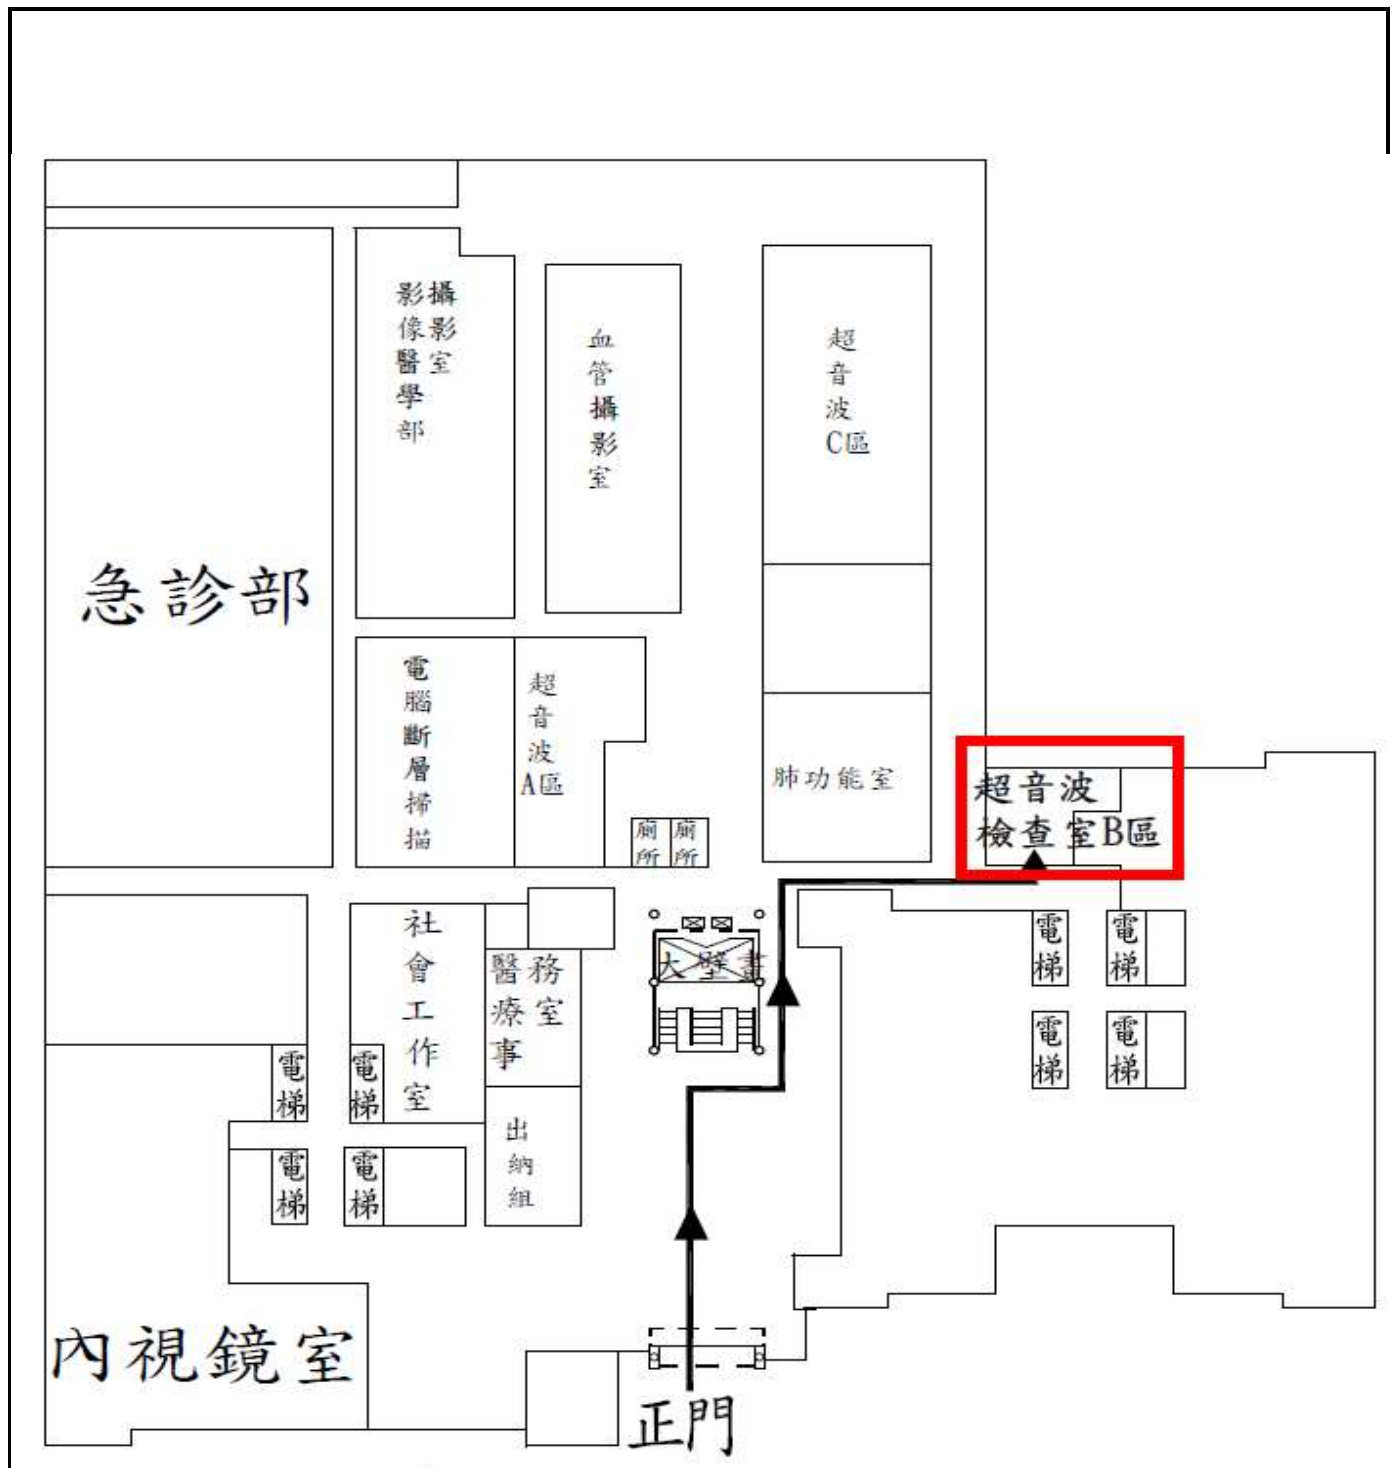 影像醫學部
攝影室
血管攝影室
超音波C區
急診部
電腦斷層掃描
超音波A區
肺功能室
超音波
檢查室B區
廁所
廁所
社會工作室
醫療事
務室
大壁畫
電梯
電梯
電梯
電梯
電梯
電梯
電梯
電梯
出納組
內視鏡室
正門